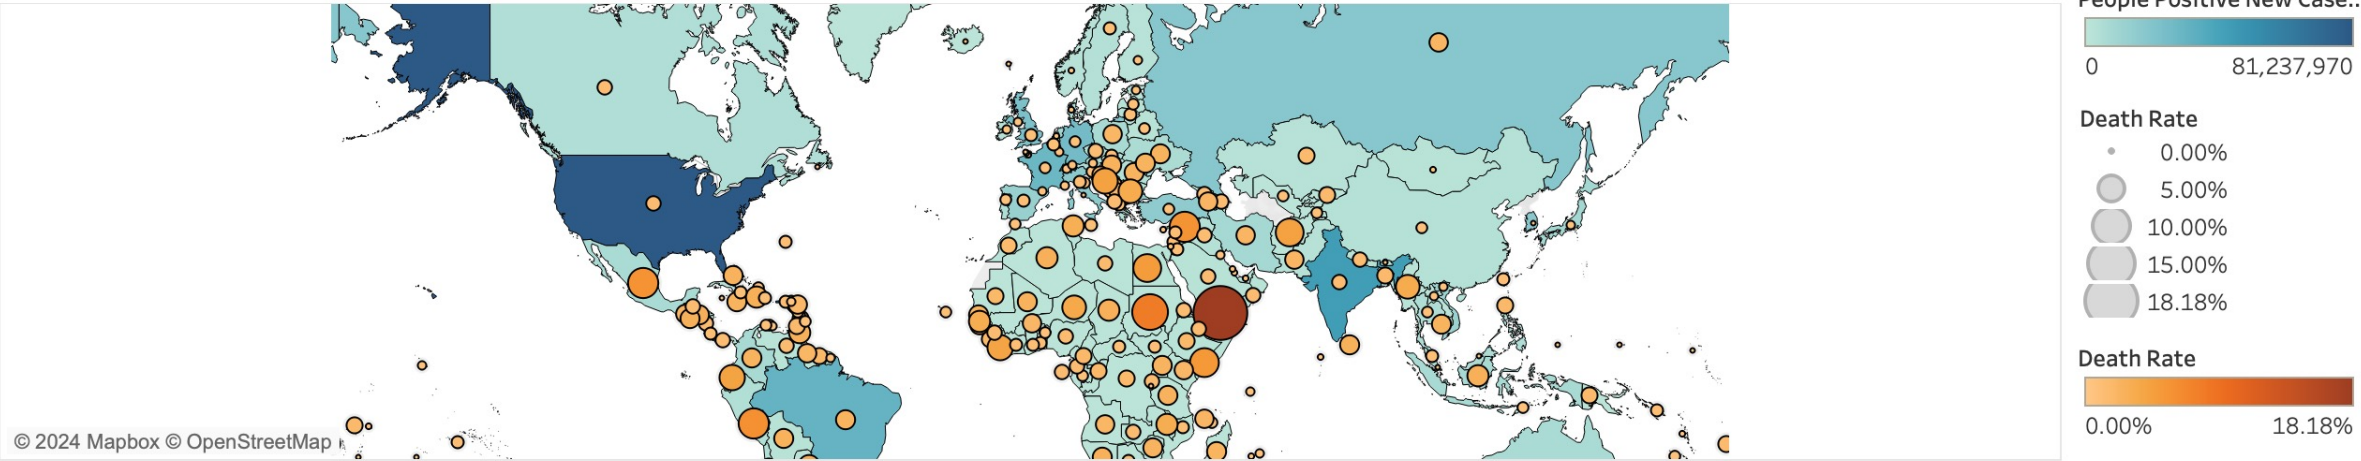 People Positive New Case..
0 81,237,970
Death Rate
0.00%
5.00%
10.00%
15.00%
18.18%
Death Rate
0.00% 18.18%
© 2024 Mapbox © OpenStreetMap